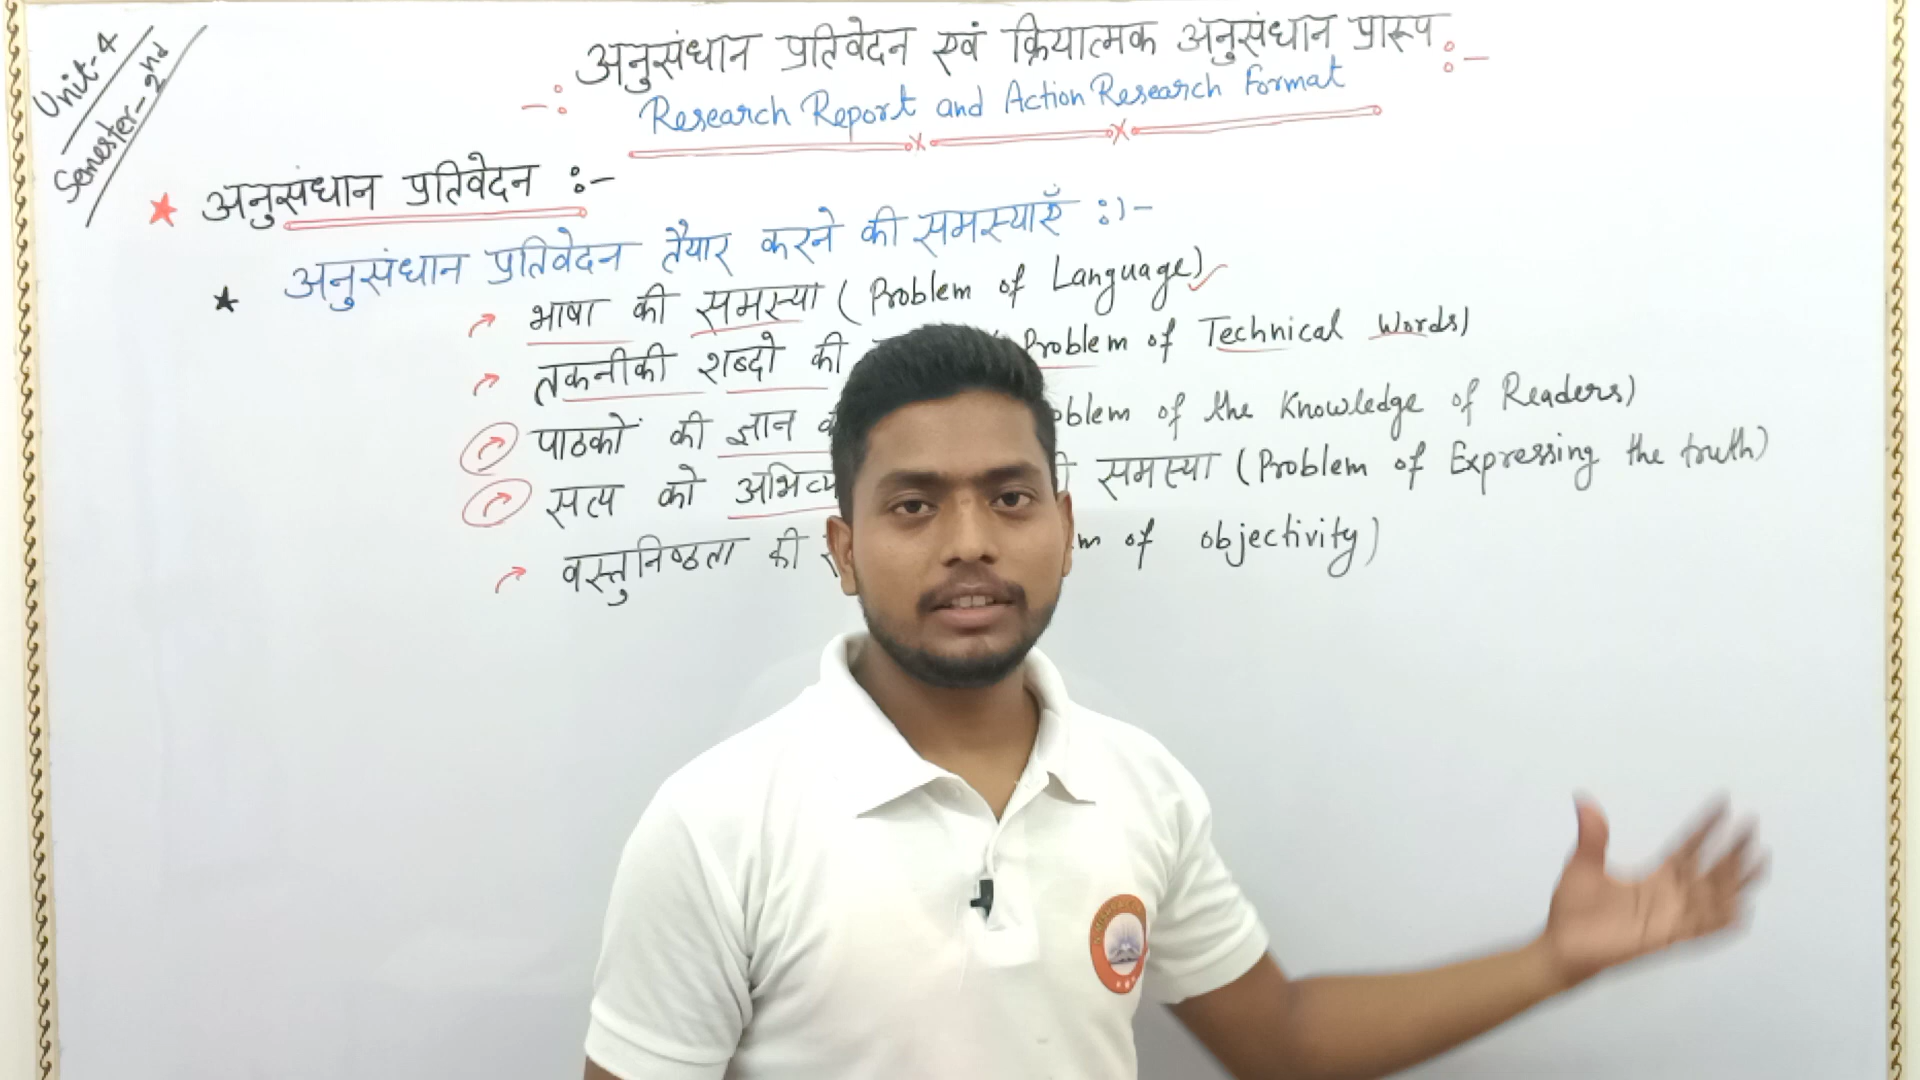 Unit-4
Semester-2nd
-: अनुसंधान प्रतिवेदन एवं क्रियात्मक अनुसंधान प्रारूप :-
Research Report and Action Research Format
★ अनुसंधान प्रतिवेदन :-
★ अनुसंधान प्रतिवेदन तैयार करने की समस्याएँ :-
भाषा की समस्या (Problem of Language)
तकनीकी शब्दो की Problem of Technical Words)
पाठकों की ज्ञान of the Knowledge of Readers)
सत्य को समस्या (Problem of Expressing the truth)
वस्तुनिष्ठता की of objectivity)